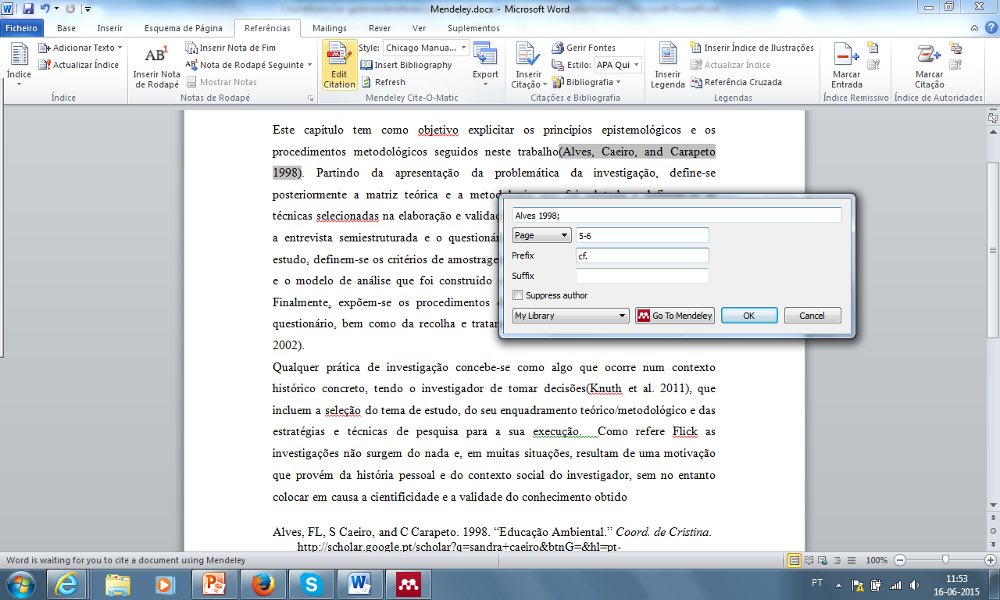 Mendeley.docx - Microsoft Word
Ficheiro Base Inserir Esquema de Página Referências Mailings Rever Ver Suplementos
Índice
Adicionar Texto
Actualizar Índice
Índice
AB1
Inserir Nota de Rodapé
Inserir Nota de Fim
Nota de Rodapé Seguinte
Mostrar Notas
Notas de Rodapé
Edit Citation
Style: Chicago Manua...
Insert Bibliography
Refresh
Export
Mendeley Cite-O-Matic
Inserir Citação
Gerir Fontes
Estilo: APA Qui
Bibliografia
Citações e Bibliografia
Inserir Legenda
Inserir Índice de Ilustrações
Actualizar Índice
Referência Cruzada
Legendas
Marcar Entrada
Índice Remissivo
Marcar Citação
Índice de Autoridades
Este capítulo tem como objetivo explicitar os princípios epistemológicos e os
procedimentos metodológicos seguidos neste trabalho(Alves, Caeiro, and Carapeto
1998). Partindo da apresentação da problemática da investigação, define-se
posteriormente a matriz teórica e a
técnicas selecionadas na elaboração e
a entrevista semiestruturada e o
estudo, definem-se os critérios de
e o modelo de análise que foi construído
Finalmente, expõem-se os procedimentos
questionário, bem como da recolha e
2002).
Alves 1998;
Page 5-6
Prefix cf.
Suffix
Suppress author
My Library Go To Mendeley OK Cancel
Qualquer prática de investigação concebe-se como algo que ocorre num contexto
histórico concreto, tendo o investigador de tomar decisões(Knuth et al. 2011), que
incluem a seleção do tema de estudo, do seu enquadramento teórico/metodológico e das
estratégias e técnicas de pesquisa para a sua execução. Como refere Flick as
investigações não surgem do nada e, em muitas situações, resultam de uma motivação
que provém da história pessoal e do contexto social do investigador, sem no entanto
colocar em causa a cientificidade e a validade do conhecimento obtido
Alves, FL, S Caeiro, and C Carapeto. 1998. “Educação Ambiental.” Coord. de Cristina.
http://scholar.google.pt/scholar?q=sandra+caeiro&btnG=&hl=pt-
Word is waiting for you to cite a document using Mendeley
100%
PT
11:53
16-06-2015